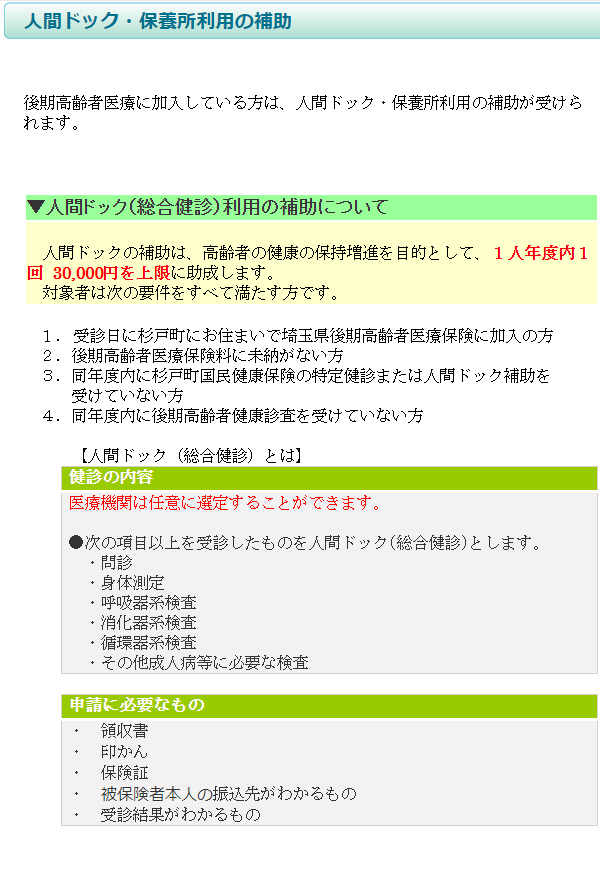 人間ドック・保養所利用の補助
後期高齢者医療に加入している方は、人間ドック・保養所利用の補助が受けら
れます。
▼人間ドック(総合健診)利用の補助について
人間ドックの補助は、高齢者の健康の保持増進を目的として、１人年度内１
回 30,000円を上限に助成します。
対象者は次の要件をすべて満たす方です。
１．受診日に杉戸町にお住まいで埼玉県後期高齢者医療保険に加入の方
２．後期高齢者医療保険料に未納がない方
３．同年度内に杉戸町国民健康保険の特定健診または人間ドック補助を
受けていない方
４．同年度内に後期高齢者健康診査を受けていない方
【人間ドック（総合健診）とは】
健診の内容
医療機関は任意に選定することができます。
●次の項目以上を受診したものを人間ドック(総合健診)とします。
・問診
・身体測定
・呼吸器系検査
・消化器系検査
・循環器系検査
・その他成人病等に必要な検査
申請に必要なもの
・ 領収書
・ 印かん
・ 保険証
・ 被保険者本人の振込先がわかるもの
・ 受診結果がわかるもの